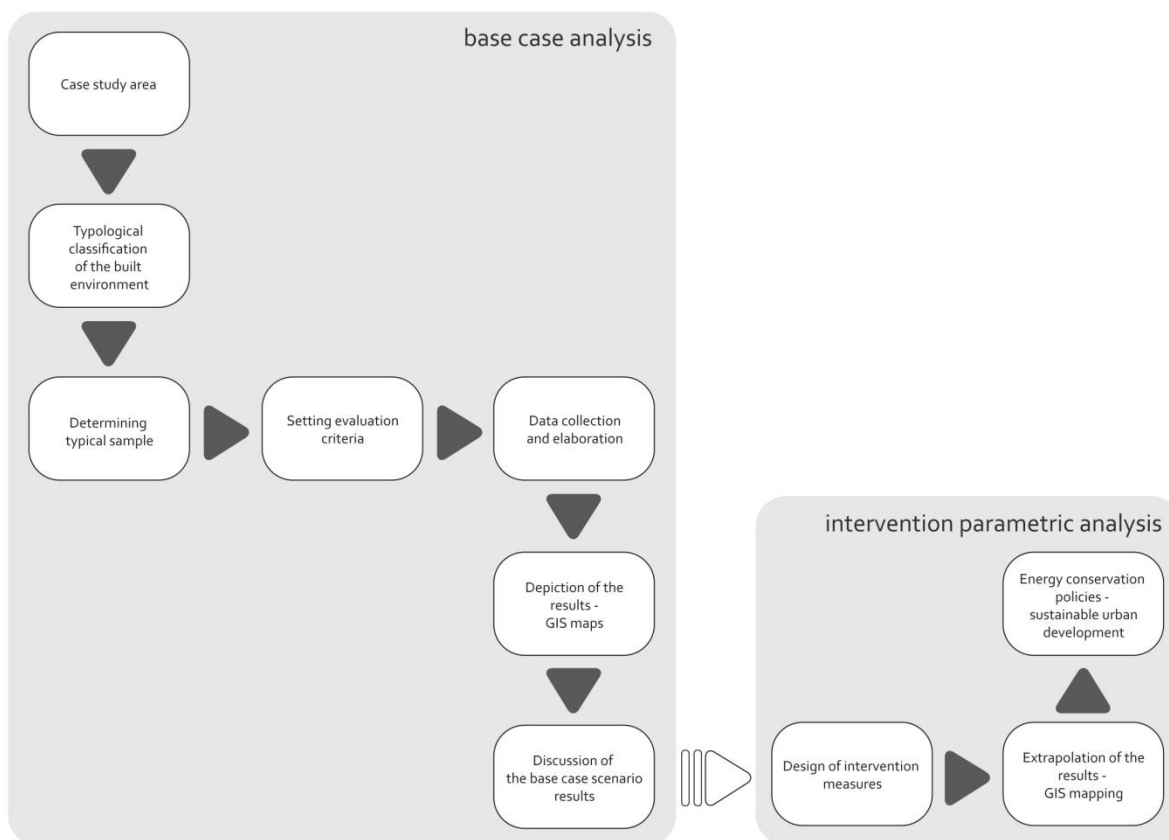 base case analysis
Case study area
Typological
classification
of the built
environment
Determining
typical sample
Setting evaluation
criteria
Data collection
and elaboration
Depiction of the
results -
GIS maps
Discussion of
the base case scenario
results
intervention parametric analysis
Design of intervention
measures
Extrapolation of the
results -
GIS mapping
Energy conservation
policies -
sustainable urban
development